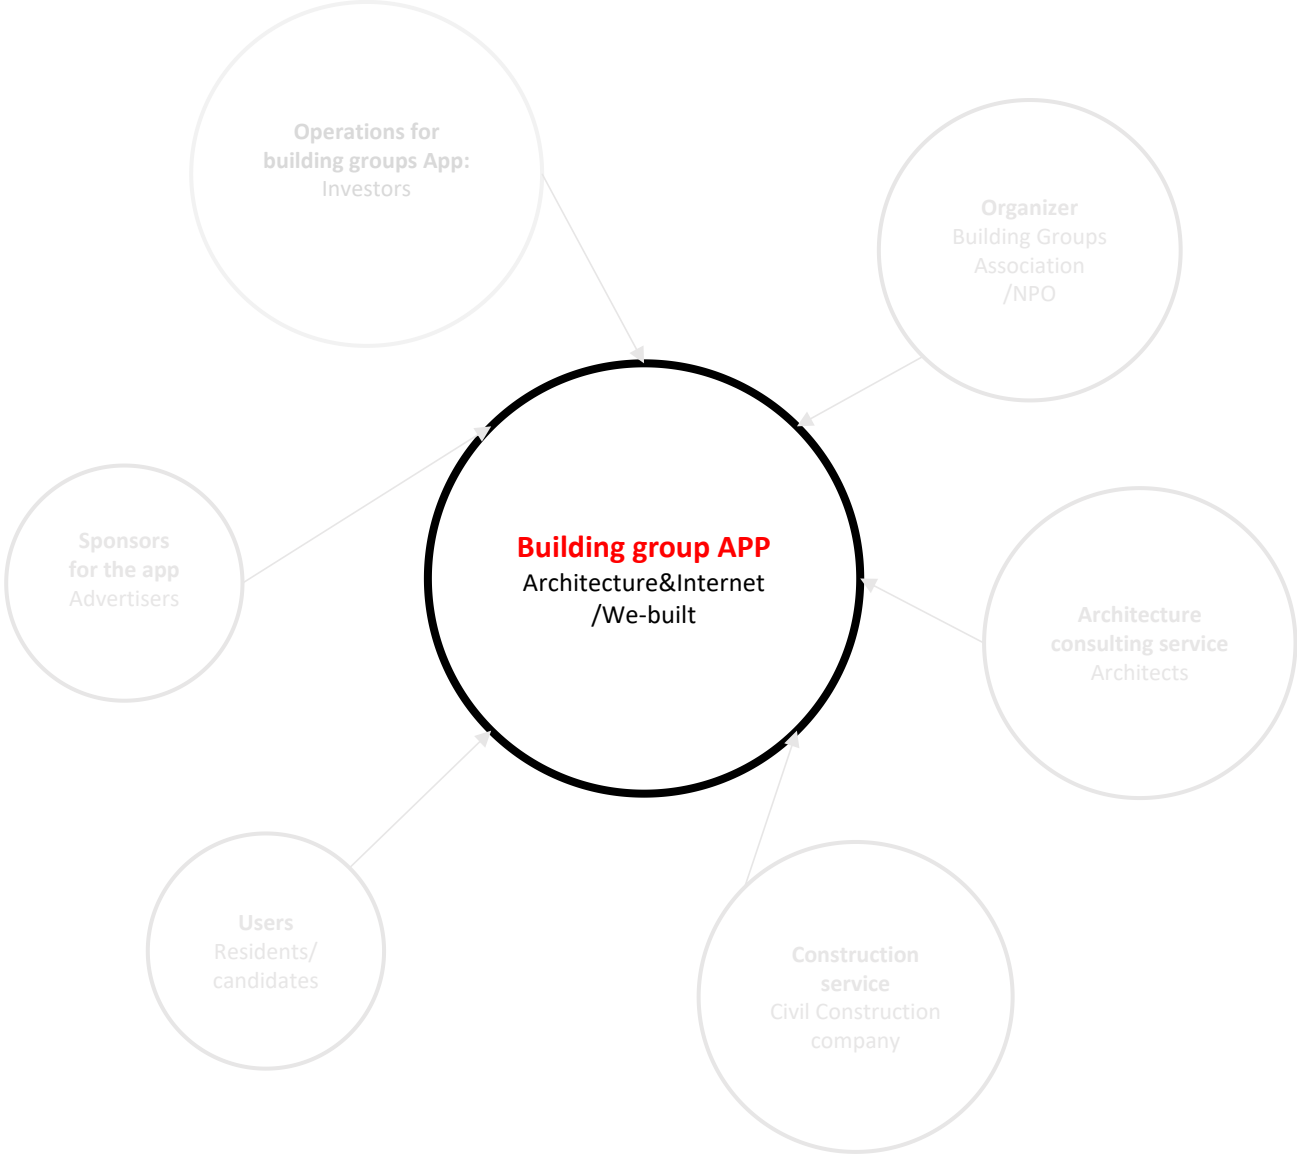 Operations for
building groups App:
Investors
Organizer
Building Groups
Association
/NPO
Sponsors
for the app
Advertisers
Building group APP
Architecture&Internet
/We-built
Architecture
consulting service
Architects
Users
Residents/
candidates
Construction
service
Civil Construction
company